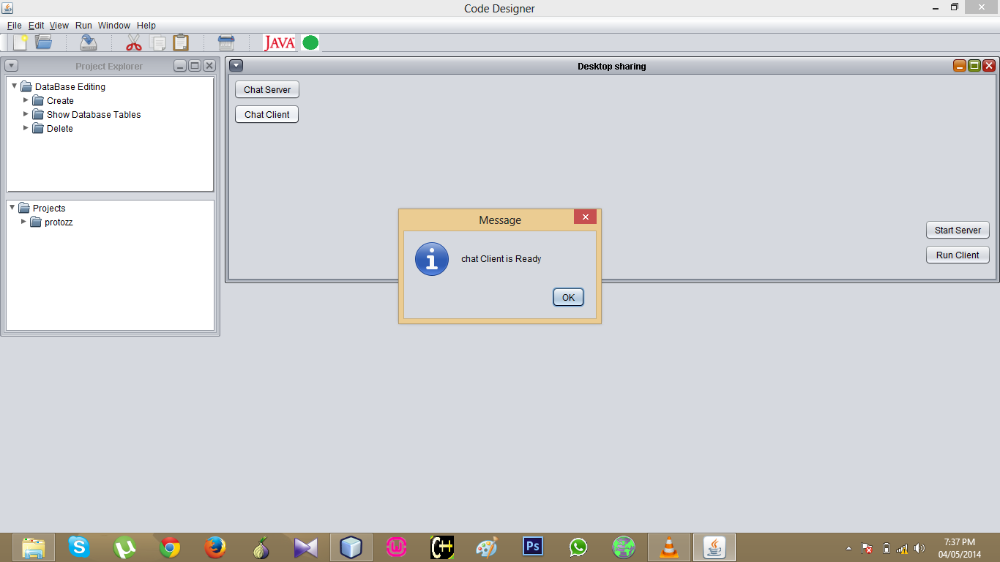 Code Designer
File Edit View Run Window Help
JAVA
Project Explorer
DataBase Editing
Create
Show Database Tables
Delete
Projects
protozz
Desktop sharing
Chat Server
Chat Client
Start Server
Run Client
Message
chat Client is Ready
OK
C++
Ps
7:37 PM
04/05/2014